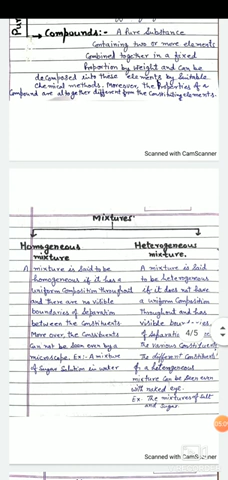 Pur
→ Compounds:- A Pure Substance
Containing two or more elements
Combined together in a fixed
Proportion by weight and can be
decomposed into these elements by suitable
Chemical methods. Moreover, the Properties of a
Compound are altogether different from the Constituting elements.
Scanned with CamScanner
Mixtures
Homogeneous
mixture
A mixture is said to be
homogeneous if it has a
uniform Composition throughout
and there are no visible
boundaries of Separation
between the Constituents
More over, the Constituents
Can not be seen even by a
microscope. Ex: A mixture
of Sugar Solution in water
Heterogeneous
mixture.
A mixture is Said
to be heterogeneous
if it does not have
a uniform Composition
Throughout and has
visible
of Separatio
The various Constituents
The different Constituents
of a heterogeneous
mixture Can be seen even
with naked eye.
Ex. The mixtures of Salt
and Sugar.
4/5
Scanned with CamScanner